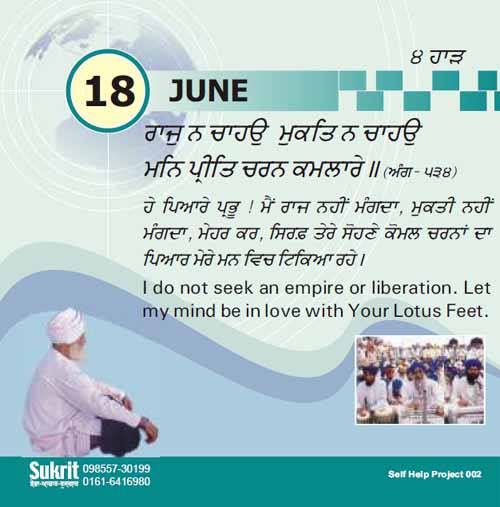 ੪ ਹਾੜ
18 JUNE
ਰਾਜੁ ਨ ਚਾਹਉ ਮੁਕਤਿ ਨ ਚਾਹਉ
ਮਨਿ ਪ੍ਰੀਤਿ ਚਰਨ ਕਮਲਾਰੇ ॥ (ਅੰਗ - ੫੩੪)
ਹੇ ਪਿਆਰੇ ਪ੍ਰਭੂ ! ਮੈਂ ਰਾਜ ਨਹੀਂ ਮੰਗਦਾ, ਮੁਕਤੀ ਨਹੀਂ
ਮੰਗਦਾ, ਮੇਹਰ ਕਰ, ਸਿਰਫ਼ ਤੇਰੇ ਸੋਹਣੇ ਕੋਮਲ ਚਰਨਾਂ ਦਾ
ਪਿਆਰ ਮੇਰੇ ਮਨ ਵਿਚ ਟਿਕਿਆ ਰਹੇ।
I do not seek an empire or liberation. Let
my mind be in love with Your Lotus Feet.
Sukrit 098557-30199
0161-6416980
Self Help Project 002